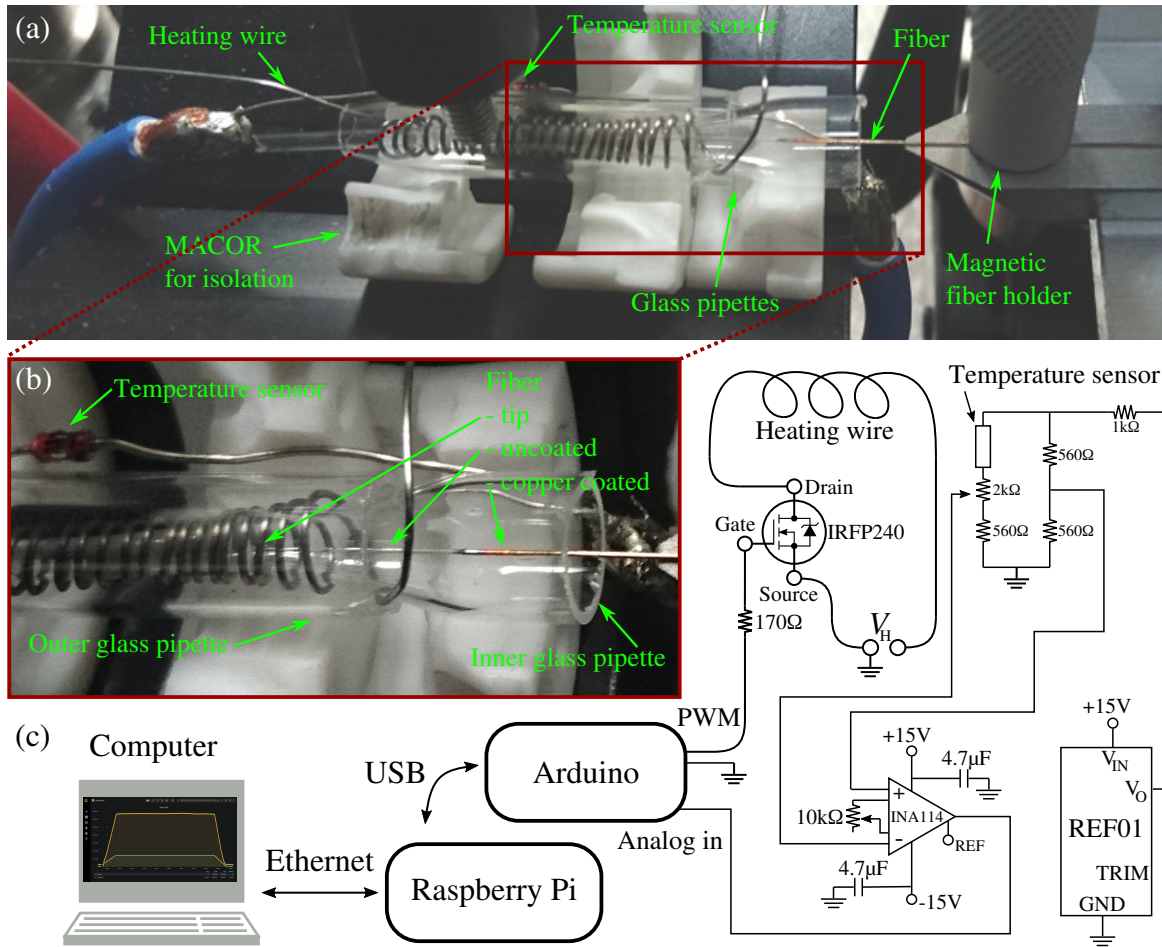 (a)
Heating wire
Temperature sensor
Fiber
MACOR
for isolation
Glass pipettes
Magnetic
fiber holder
(b)
Temperature sensor
Fiber
- tip
- uncoated
- copper coated
Outer glass pipette
Inner glass pipette
Heating wire
Drain
Gate
IRFP240
Source
170Ω
V_H
Temperature sensor
1kΩ
560Ω
2kΩ
560Ω
560Ω
(c)
Computer
Ethernet
USB
Arduino
Raspberry Pi
PWM
Analog in
+15V
4.7µF
+
10kΩ
INA114
-
REF
4.7µF
-15V
+15V
V_IN
V_O
REF01
TRIM
GND